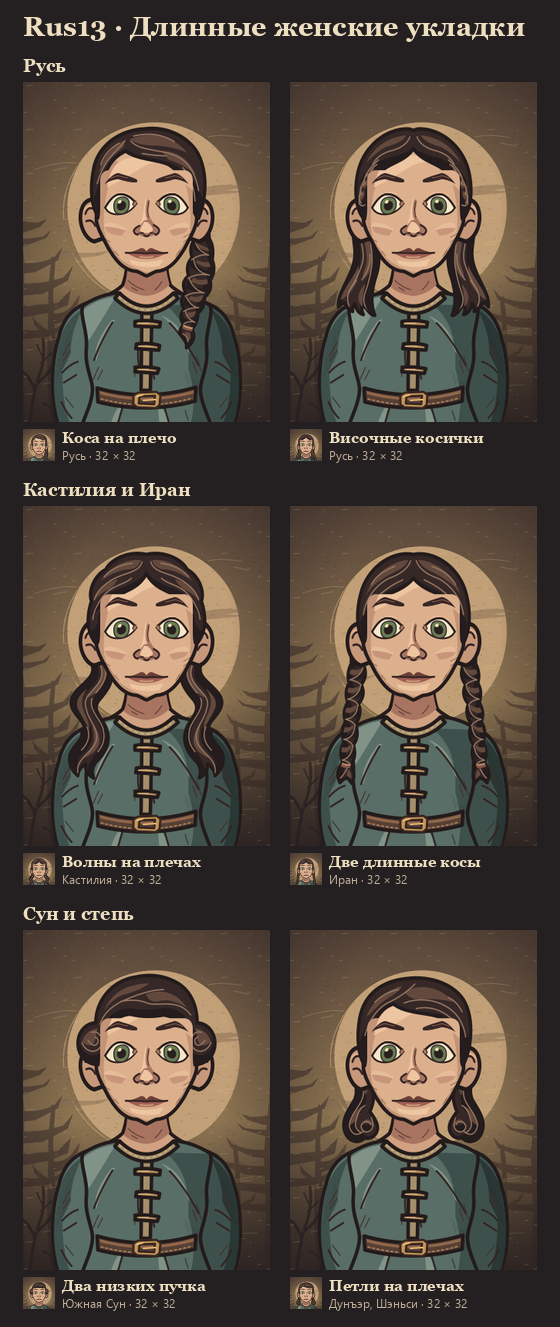 Rus13 · Длинные женские укладки
Русь
Коса на плечо
Русь · 32 × 32
Височные косички
Русь · 32 × 32
Кастилия и Иран
Волны на плечах
Кастилия · 32 × 32
Две длинные косы
Иран · 32 × 32
Сун и степь
Два низких пучка
Южная Сун · 32 × 32
Петли на плечах
Дунъэр, Шэньси · 32 × 32